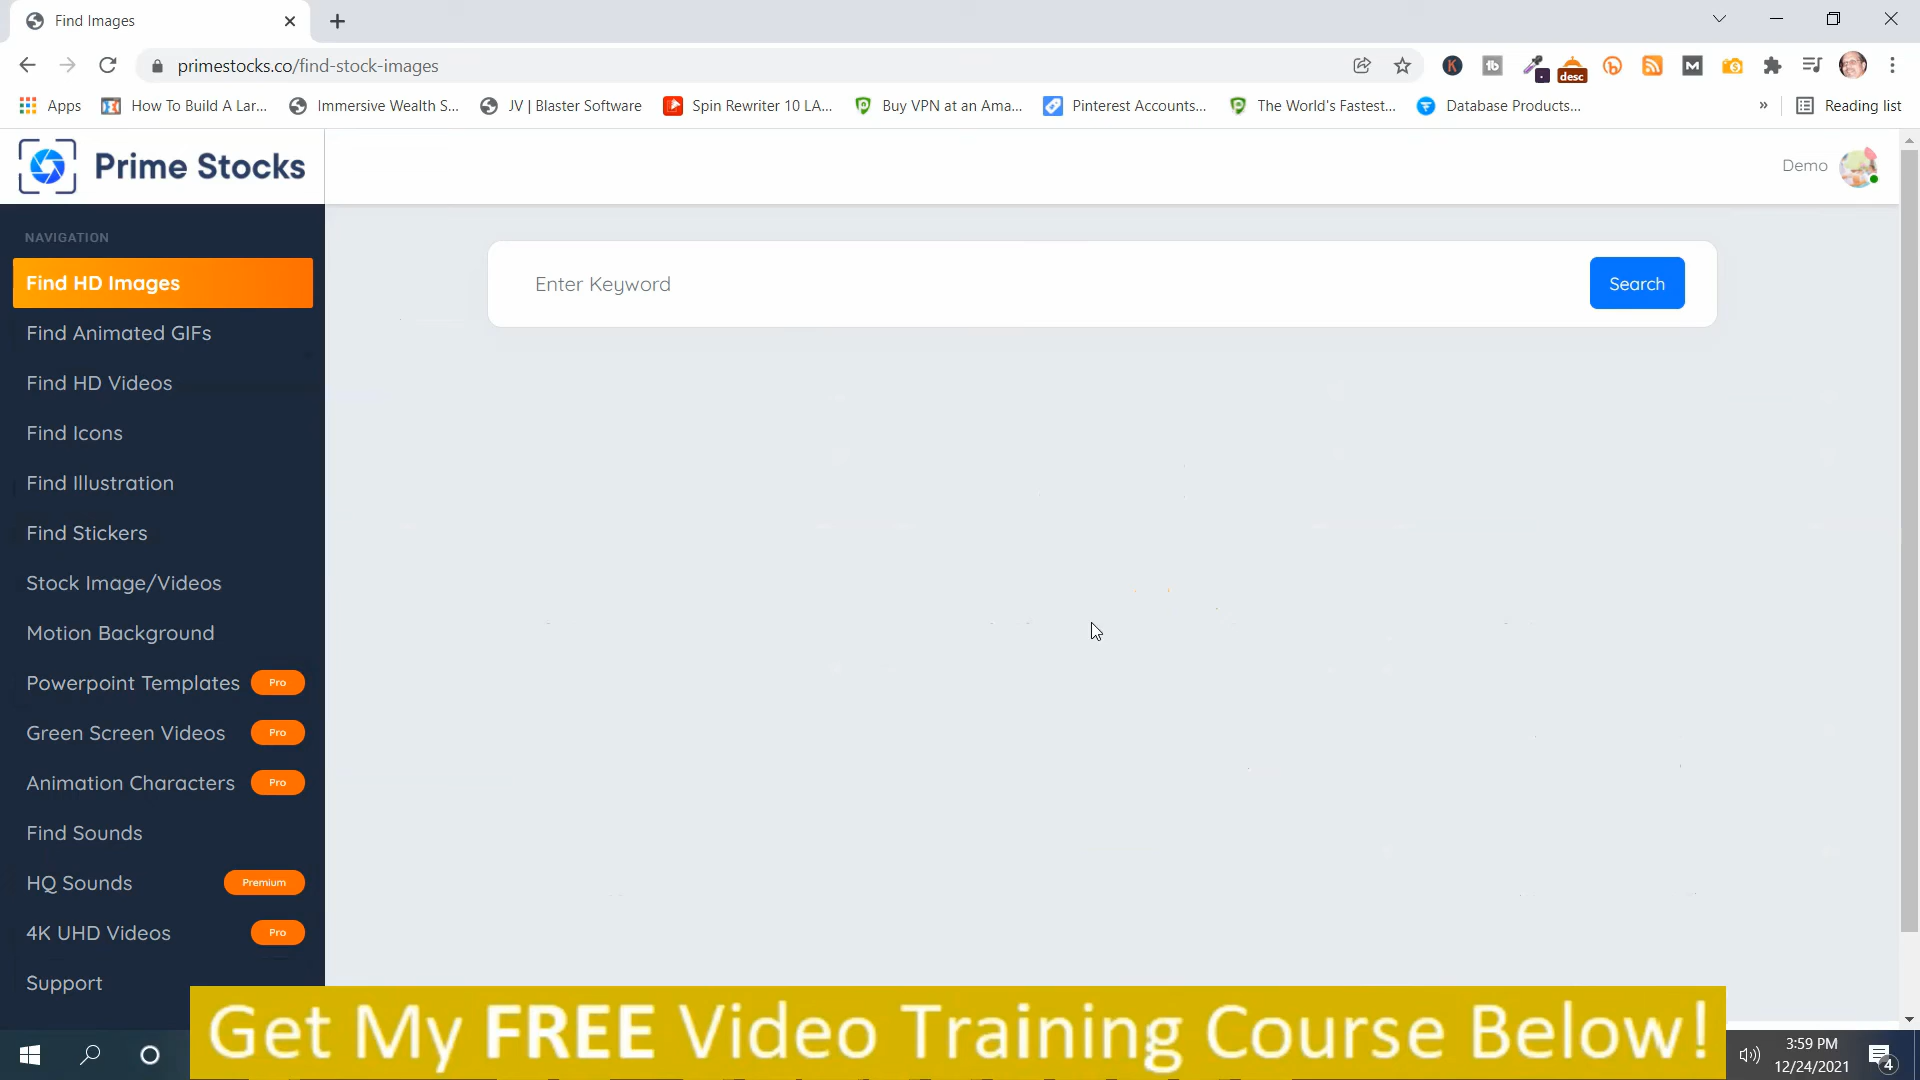 Find Images
primestocks.co/find-stock-images
desc
Apps
How To Build A Lar...
Immersive Wealth S...
JV | Blaster Software
Spin Rewriter 10 LA...
Buy VPN at an Ama...
Pinterest Accounts...
The World's Fastest...
Database Products...
»
Reading list
Prime Stocks
Demo
NAVIGATION
Find HD Images
Enter Keyword
Search
Find Animated GIFs
Find HD Videos
Find Icons
Find Illustration
Find Stickers
Stock Image/Videos
Motion Background
Powerpoint Templates Pro
Green Screen Videos Pro
Animation Characters Pro
Find Sounds
HQ Sounds Premium
4K UHD Videos Pro
Support
Get My FREE Video Training Course Below!
3:59 PM
12/24/2021
4